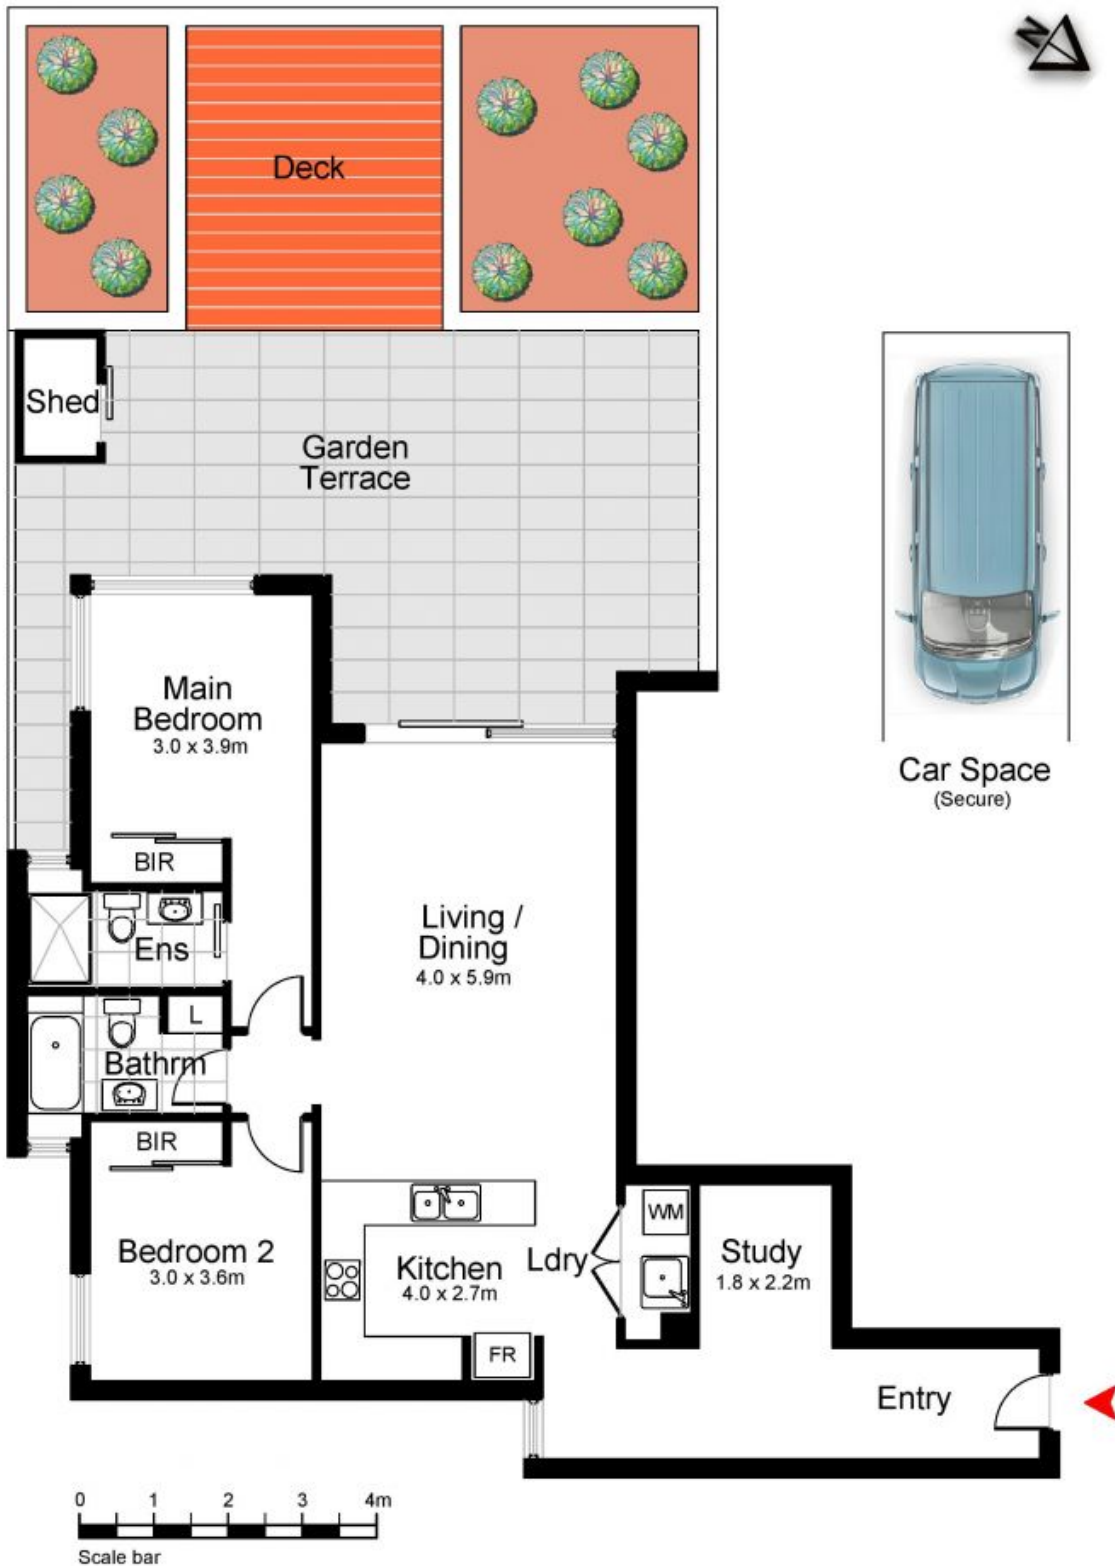 N
Deck
Shed
Garden
Terrace
Main
Bedroom
3.0 x 3.9m
Car Space
(Secure)
BIR
Living /
Dining
4.0 x 5.9m
Ens
L
Bathrm
BIR
WM
Bedroom 2
3.0 x 3.6m
Kitchen
4.0 x 2.7m
Ldry
Study
1.8 x 2.2m
FR
Entry
0 1 2 3 4m
Scale bar